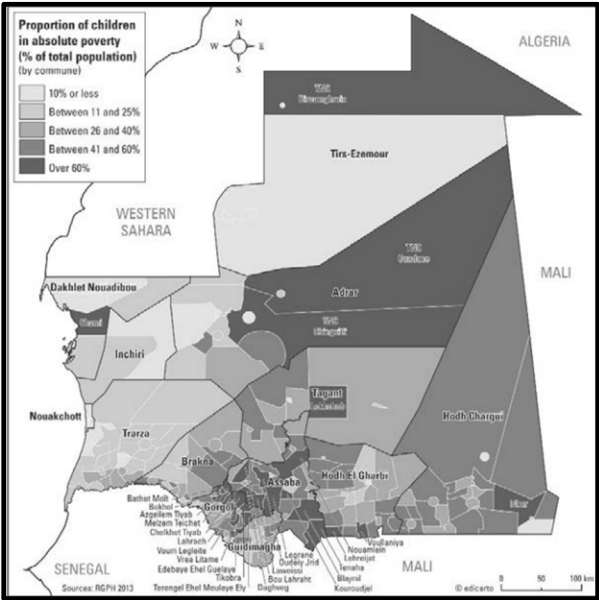 Proportion of children
in absolute poverty
(% of total population)
(by commune)
10% or less
Between 11 and 25%
Between 26 and 40%
Between 41 and 60%
Over 60%
N
W
E
S
ALGERIA
Tirs-Ezemour
WESTERN
SAHARA
MALI
Dakhlet Nouadibou
Adrar
Inchiri
Tagant
Hodh Charqui
Nouakchott
Trarza
Brakna
Assaba
Hodh El Gharbi
Gorgol
Guidimagha
Bathet Moit
Bokhol
Azgeilem Tiyab
Melzem Teichet
Chelkhet Tiyab
Lahrach
Voum Legleite
Vrea Litame
Edebaye Ehel Guelaye
Tikobra
Terengel Ehel Moulaye Ely
Daghveg
Bou Lahraht
Laweissi
Oudeiy Jrid
Legrane
Kouroudjel
Blajmil
Tenaha
Lehreijat
Nouamlein
Voullaniya
SENEGAL
MALI
Sources: RGPH 2013
© edicarto
0 50 100 km